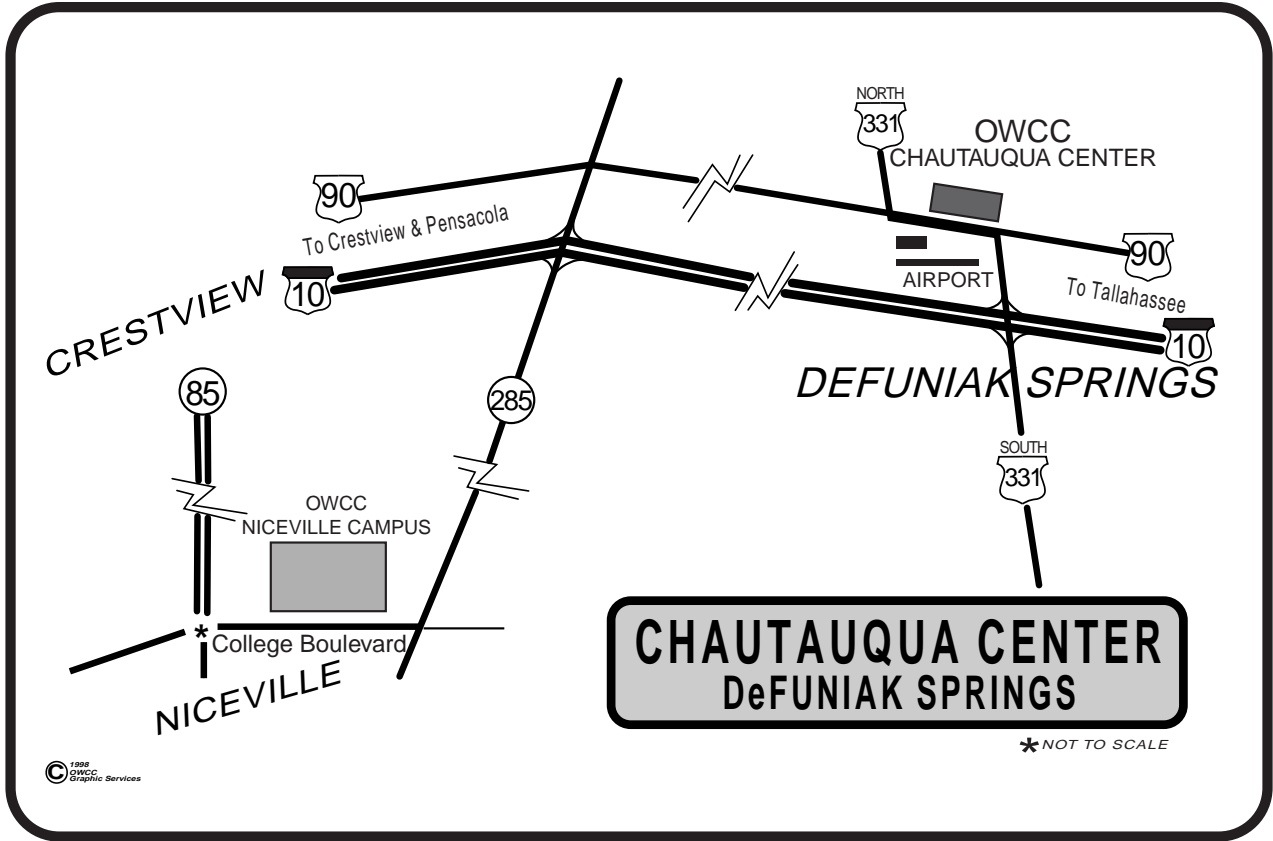 NORTH
331
OWCC
CHAUTAUQUA CENTER
90
To Crestview & Pensacola
90
AIRPORT
To Tallahassee
10
CRESTVIEW
10
DEFUNIAK SPRINGS
85
285
SOUTH
331
OWCC
NICEVILLE CAMPUS
*
College Boulevard
NICEVILLE
CHAUTAUQUA CENTER
DeFUNIAK SPRINGS
*NOT TO SCALE
© 1998
OWCC
Graphic Services